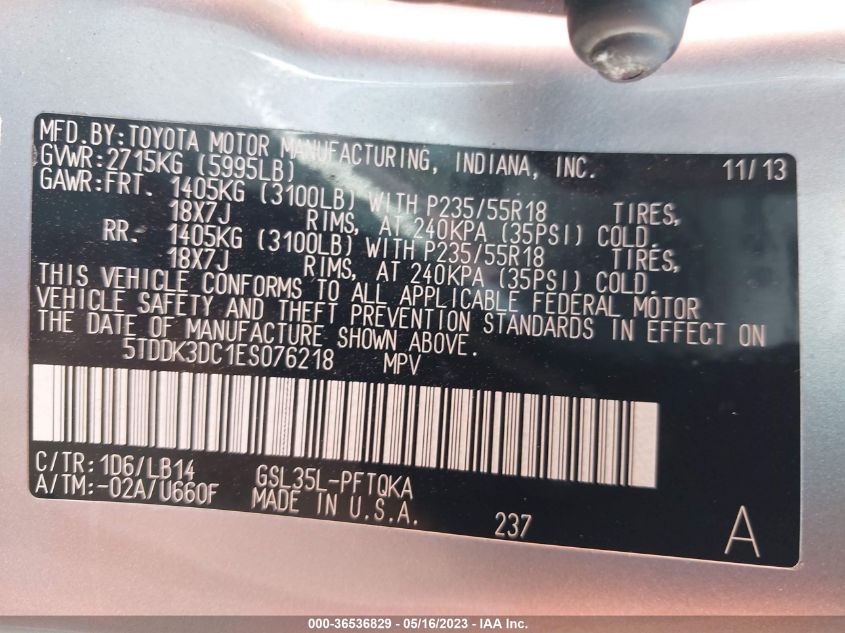 MFD.BY:TOYOTA MOTOR MANUFACTURING, INDIANA, INC. 11/13
GVWR:2715KG (5995LB)
GAWR:FRT. 1405KG (3100LB) WITH P235/55R18 TIRES,
18X7J RIMS, AT 240KPA (35PSI) COLD.
RR. 1405KG (3100LB) WITH P235/55R18 TIRES,
18X7J RIMS, AT 240KPA (35PSI) COLD.
THIS VEHICLE CONFORMS TO ALL APPLICABLE FEDERAL MOTOR
VEHICLE SAFETY AND THEFT PREVENTION STANDARDS IN EFFECT ON
THE DATE OF MANUFACTURE SHOWN ABOVE.
5TDDK3DC1ES076218 MPV
C/TR:1D6/LB14 GSL35L-PFTQKA
A/TM:-02A/U660F MADE IN U.S.A. 237 A
000-36536829 - 05/16/2023 - IAA Inc.